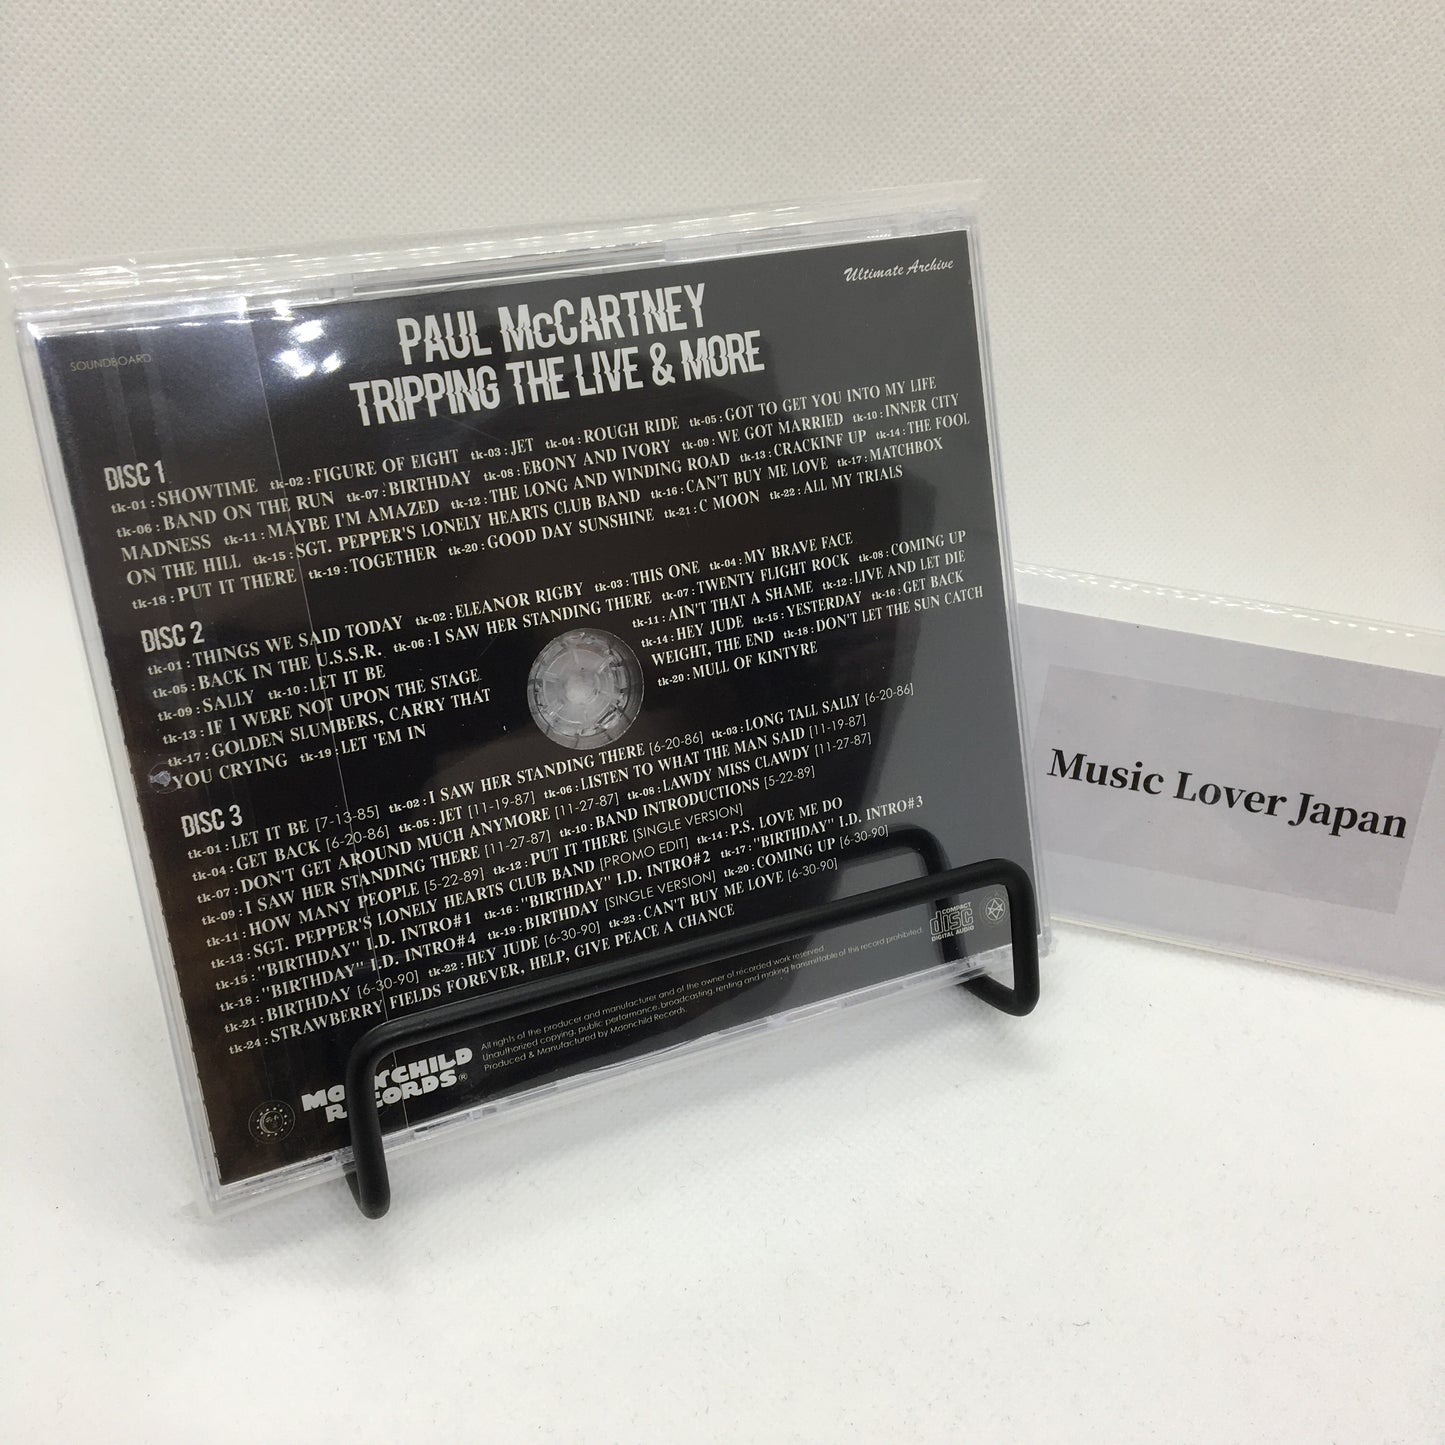 Ultimate Archive
SOUNDBOARD
PAUL McCARTNEY
TRIPPING THE LIVE & MORE
DISC 1
tk-01 : SHOWTIME tk-02 : FIGURE OF EIGHT tk-03 : JET tk-04 : ROUGH RIDE tk-05 : GOT TO GET YOU INTO MY LIFE
tk-06 : BAND ON THE RUN tk-07 : BIRTHDAY tk-08 : EBONY AND IVORY tk-09 : WE GOT MARRIED tk-10 : INNER CITY
MADNESS tk-11 : MAYBE I'M AMAZED tk-12 : THE LONG AND WINDING ROAD tk-13 : CRACKINF UP tk-14 : THE FOOL
ON THE HILL tk-15 : SGT. PEPPER'S LONELY HEARTS CLUB BAND tk-16 : CAN'T BUY ME LOVE tk-17 : MATCHBOX
tk-18 : PUT IT THERE tk-19 : TOGETHER tk-20 : GOOD DAY SUNSHINE tk-21 : C MOON tk-22 : ALL MY TRIALS
DISC 2
tk-01 : THINGS WE SAID TODAY tk-02 : ELEANOR RIGBY tk-03 : THIS ONE tk-04 : MY BRAVE FACE
tk-05 : BACK IN THE U.S.S.R. tk-06 : I SAW HER STANDING THERE tk-07 : TWENTY FLIGHT ROCK tk-08 : COMING UP
tk-09 : SALLY tk-10 : LET IT BE tk-11 : AIN'T THAT A SHAME tk-12 : LIVE AND LET DIE
tk-13 : IF I WERE NOT UPON THE STAGE tk-14 : HEY JUDE tk-15 : YESTERDAY tk-16 : GET BACK
tk-17 : GOLDEN SLUMBERS, CARRY THAT WEIGHT, THE END tk-18 : DON'T LET THE SUN CATCH
YOU CRYING tk-19 : LET 'EM IN tk-20 : MULL OF KINTYRE
DISC 3
tk-01 : LET IT BE [7-13-85] tk-02 : I SAW HER STANDING THERE [6-20-86] tk-03 : LONG TALL SALLY [6-20-86]
tk-04 : GET BACK [6-20-86] tk-05 : JET [11-19-87] tk-06 : LISTEN TO WHAT THE MAN SAID [11-19-87]
tk-07 : DON'T GET AROUND MUCH ANYMORE [11-27-87] tk-08 : LAWDY MISS CLAWDY [11-27-87]
tk-09 : I SAW HER STANDING THERE [11-27-87] tk-10 : BAND INTRODUCTIONS [5-22-89]
tk-11 : HOW MANY PEOPLE [5-22-89] tk-12 : PUT IT THERE [SINGLE VERSION]
tk-13 : SGT. PEPPER'S LONELY HEARTS CLUB BAND [PROMO EDIT] tk-14 : P.S. LOVE ME DO
tk-15 : "BIRTHDAY" I.D. INTRO#1 tk-16 : "BIRTHDAY" I.D. INTRO#2 tk-17 : "BIRTHDAY" I.D. INTRO#3
tk-18 : "BIRTHDAY" I.D. INTRO#4 tk-19 : BIRTHDAY [SINGLE VERSION] tk-20 : COMING UP [6-30-90]
tk-21 : BIRTHDAY [6-30-90] tk-22 : HEY JUDE [6-30-90] tk-23 : CAN'T BUY ME LOVE [6-30-90]
tk-24 : STRAWBERRY FIELDS FOREVER, HELP, GIVE PEACE A CHANCE
COMPACT
disc
DIGITAL AUDIO
MOONCHILD
RECORDS®
All rights of the producer and manufacturer and of the owner of recorded work reserved.
Unauthorized copying, public performance, broadcasting, renting and making transmittable of this record prohibited.
Produced & Manufactured by Moonchild Records.
Music Lover Japan